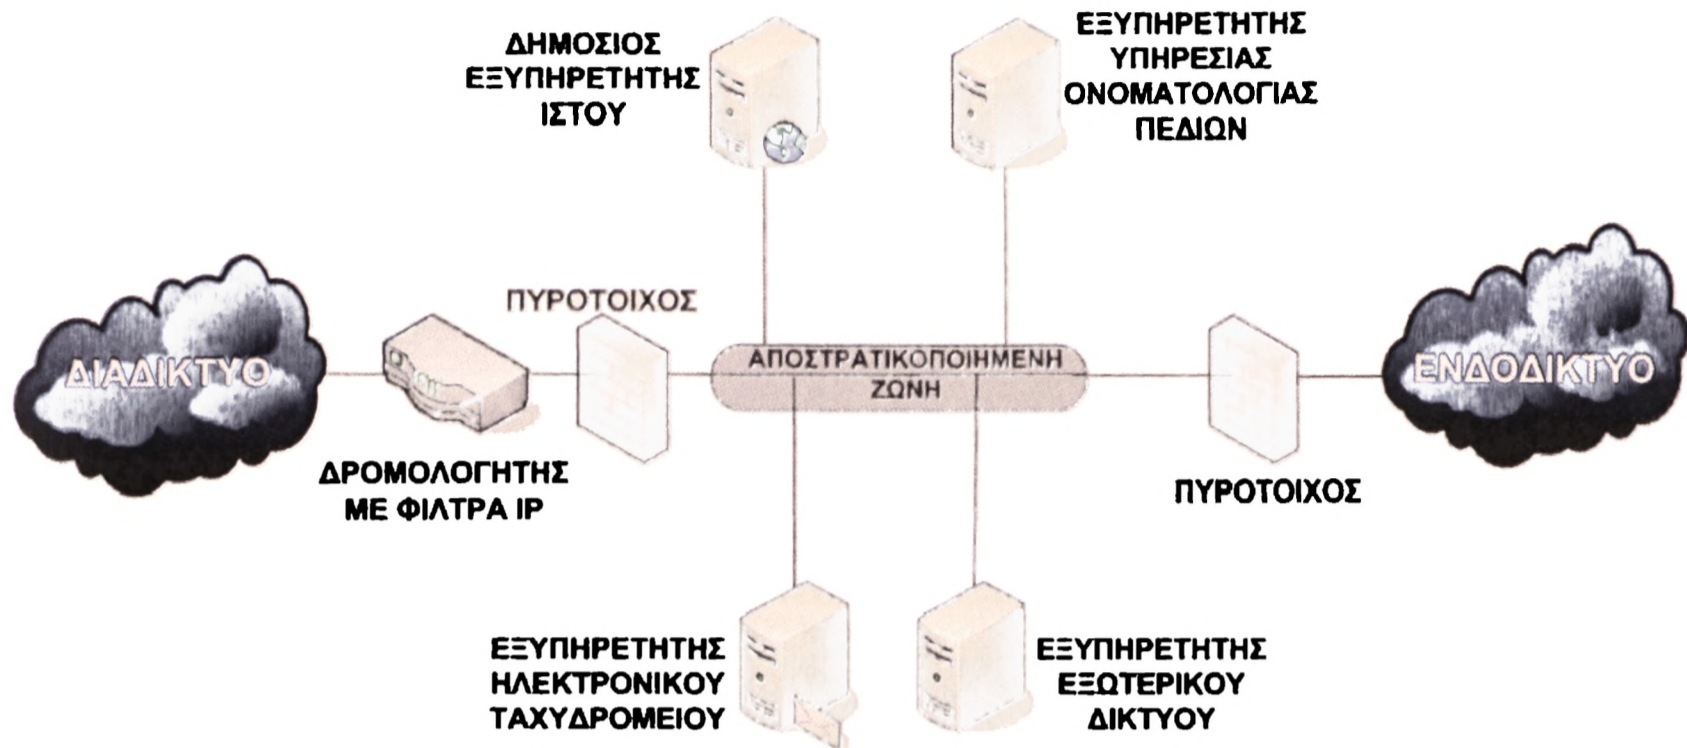 ΔΗΜΟΣΙΟΣ
ΕΞΥΠΗΡΕΤΗΤΗΣ
ΙΣΤΟΥ
ΕΞΥΠΗΡΕΤΗΤΗΣ
ΥΠΗΡΕΣΙΑΣ
ΟΝΟΜΑΤΟΛΟΓΙΑΣ
ΠΕΔΙΩΝ
ΔΙΑΔΙΚΤΥΟ
ΔΡΟΜΟΛΟΓΗΤΗΣ
ΜΕ ΦΙΛΤΡΑ IP
ΠΥΡΟΤΟΙΧΟΣ
ΑΠΟΣΤΡΑΤΙΚΟΠΟΙΗΜΕΝΗ
ΖΩΝΗ
ΠΥΡΟΤΟΙΧΟΣ
ΕΝΔΟΔΙΚΤΥΟ
ΕΞΥΠΗΡΕΤΗΤΗΣ
ΗΛΕΚΤΡΟΝΙΚΟΥ
ΤΑΧΥΔΡΟΜΕΙΟΥ
ΕΞΥΠΗΡΕΤΗΤΗΣ
ΕΞΩΤΕΡΙΚΟΥ
ΔΙΚΤΥΟΥ